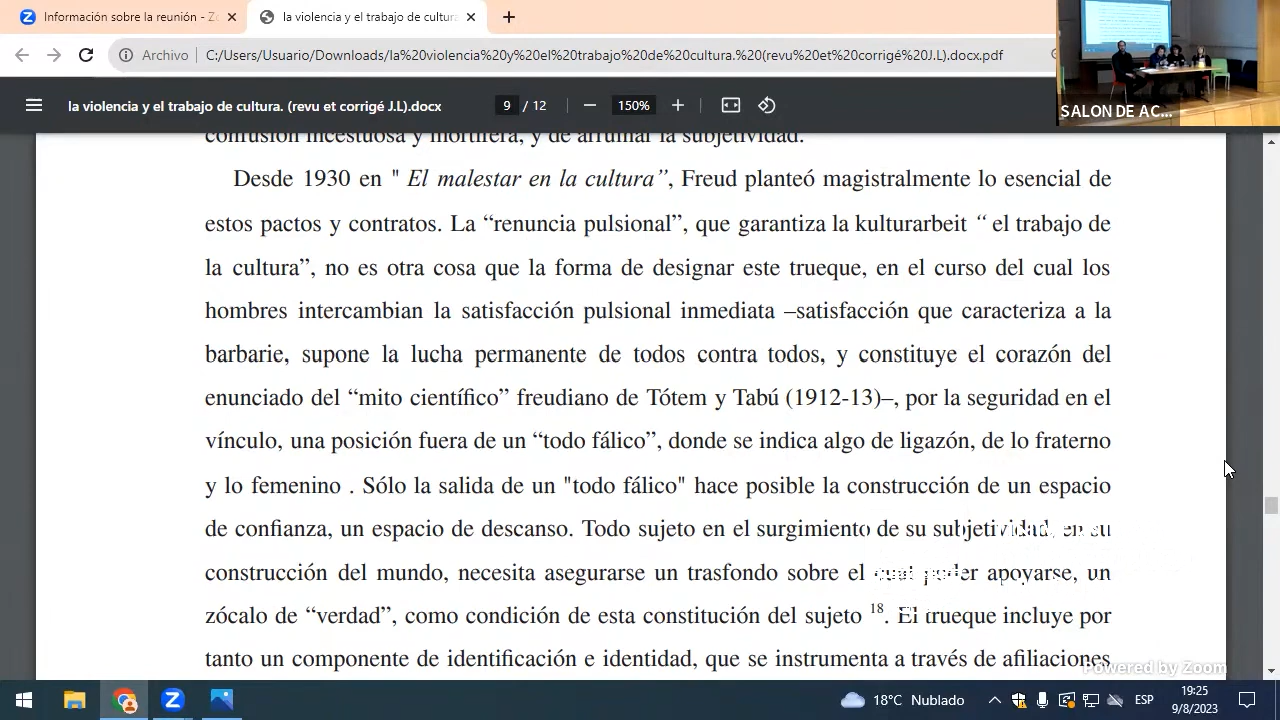 Información sobre la reunión - Zo
la violencia y el trabajo de
Archivo
C:/Users/Usuario/Downloads
(revu%20et%20corrigé%20J.L).docx.pdf
la violencia y el trabajo de cultura. (revu et corrigé J.L).docx
9 / 12
150%
SALON DE AC...
confusión incestuosa y mortífera, y de arruinar la subjetividad.
Desde 1930 en " El malestar en la cultura”, Freud planteó magistralmente lo esencial de
estos pactos y contratos. La “renuncia pulsional”, que garantiza la kulturarbeit “ el trabajo de
la cultura”, no es otra cosa que la forma de designar este trueque, en el curso del cual los
hombres intercambian la satisfacción pulsional inmediata –satisfacción que caracteriza a la
barbarie, supone la lucha permanente de todos contra todos, y constituye el corazón del
enunciado del “mito científico” freudiano de Tótem y Tabú (1912-13)–, por la seguridad en el
vínculo, una posición fuera de un “todo fálico”, donde se indica algo de ligazón, de lo fraterno
y lo femenino . Sólo la salida de un "todo fálico" hace posible la construcción de un espacio
de confianza, un espacio de descanso. Todo sujeto en el surgimiento de su subjetividad, en su
construcción del mundo, necesita asegurarse un trasfondo sobre el cual poder apoyarse, un
zócalo de “verdad”, como condición de esta constitución del sujeto 18. El trueque incluye por
tanto un componente de identificación e identidad, que se instrumenta a través de afiliaciones
Powered by Zoom
18°C Nublado
ESP
19:25
9/8/2023